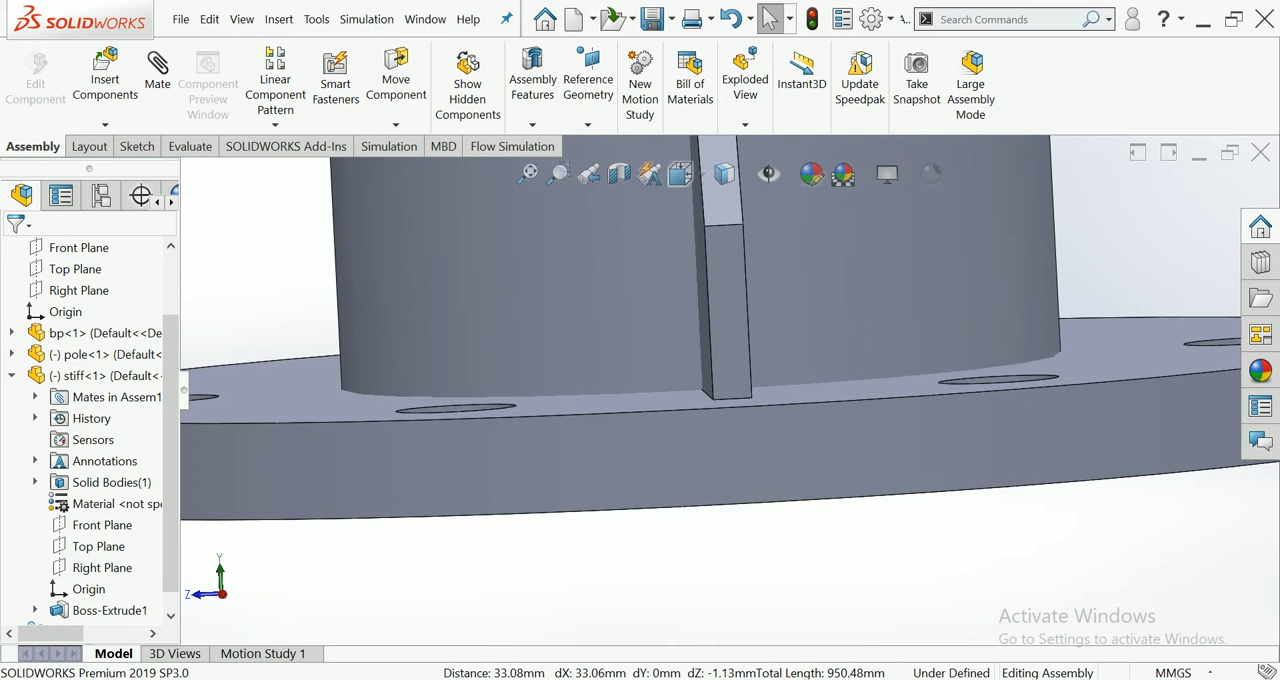 SOLIDWORKS File Edit View Insert Tools Simulation Window Help A... Search Commands ?
Edit Component
Insert Components
Mate
Component Preview Window
Linear Component Pattern
Smart Fasteners
Move Component
Show Hidden Components
Assembly Features
Reference Geometry
New Motion Study
Bill of Materials
Exploded View
Instant3D
Update Speedpak
Take Snapshot
Large Assembly Mode
Assembly Layout Sketch Evaluate SOLIDWORKS Add-Ins Simulation MBD Flow Simulation
Front Plane
Top Plane
Right Plane
Origin
bp<1> (Default<<De
(-) pole<1> (Default<
(-) stiff<1> (Default<
Mates in Assem1
History
Sensors
Annotations
Solid Bodies(1)
Material <not spe
Front Plane
Top Plane
Right Plane
Origin
Boss-Extrude1
Y
Z
Activate Windows
Go to Settings to activate Windows.
Model 3D Views Motion Study 1
SOLIDWORKS Premium 2019 SP3.0 Distance: 33.08mm dX: 33.06mm dY: 0mm dZ: -1.13mmTotal Length: 950.48mm Under Defined Editing Assembly MMGS